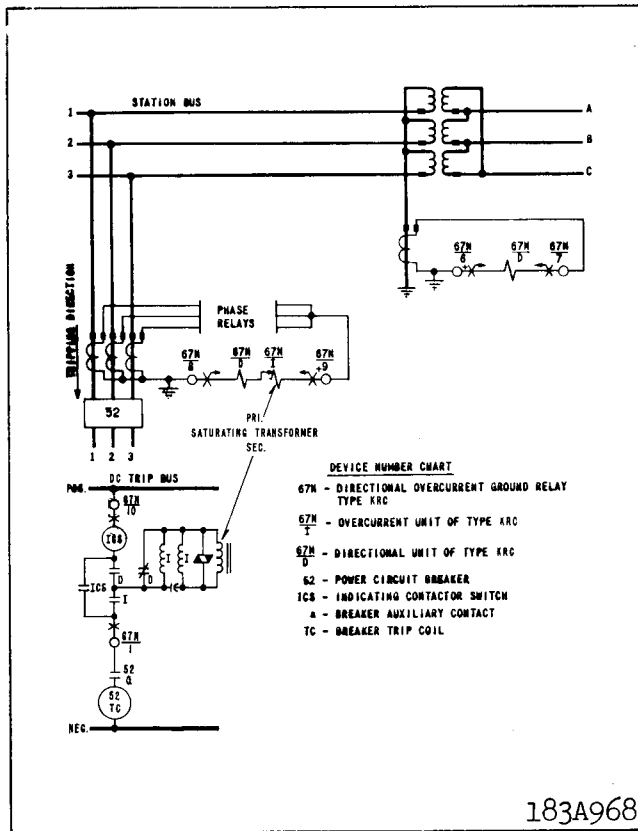 STATION BUS
1
2
3
A
B
C
67N
6
+
67N
D
67N
7
TRIPPING DIRECTION
PHASE
RELAYS
67N
8
67N
D
67N
I
67N
+9
52
1 2 3
PRI.
SATURATING TRANSFORMER
SEC.
DC TRIP BUS
POS.
67N
10
ICS
ICS
D
D
I
I
I
67N
1
52
a
52
TC
NEG.
DEVICE NUMBER CHART
67N - DIRECTIONAL OVERCURRENT GROUND RELAY
TYPE KRC
67N
I - OVERCURRENT UNIT OF TYPE KRC
67N
D - DIRECTIONAL UNIT OF TYPE KRC
52 - POWER CIRCUIT BREAKER
ICS - INDICATING CONTACTOR SWITCH
a - BREAKER AUXILIARY CONTACT
TC - BREAKER TRIP COIL
183A968